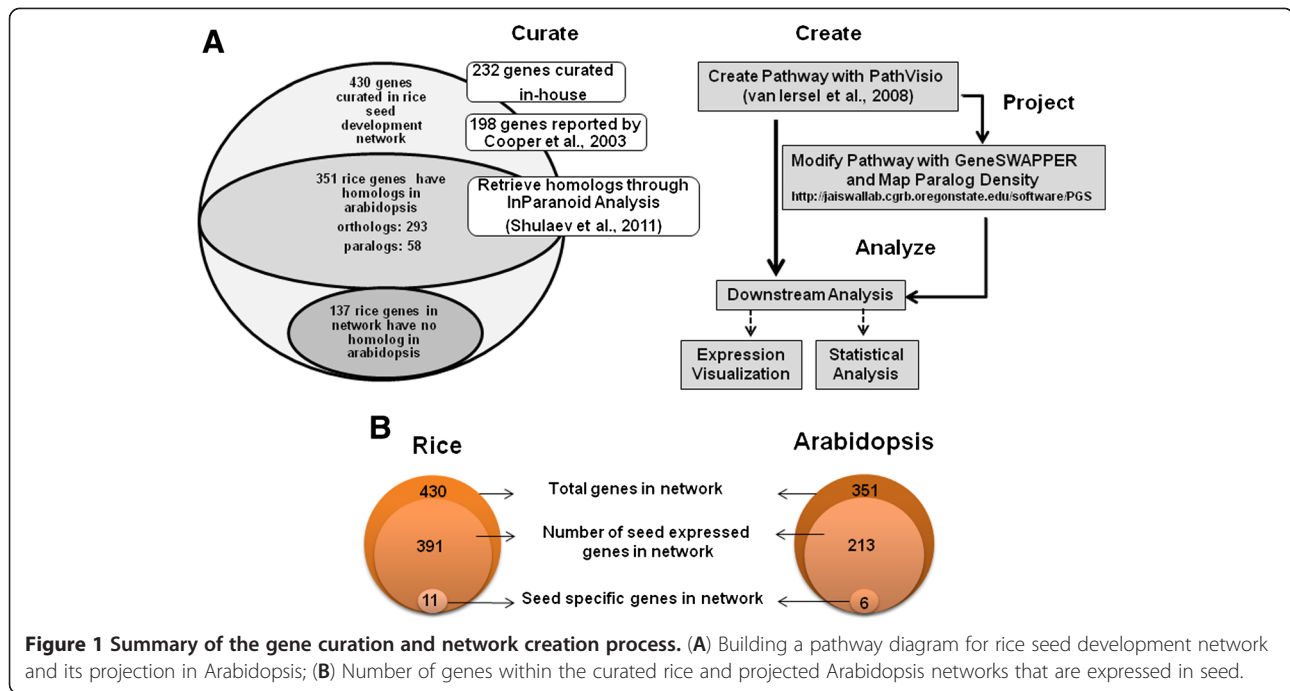 A
Curate
430 genes
curated in rice
seed
development
network
232 genes curated
in-house
198 genes reported by
Cooper et al., 2003
351 rice genes have
homologs in
arabidopsis
orthologs: 293
paralogs: 58
Retrieve homologs through
InParanoid Analysis
(Shulaev et al., 2011)
137 rice genes in
network have no
homolog in
arabidopsis
Create
Create Pathway with PathVisio
(van Iersel et al., 2008)
Project
Modify Pathway with GeneSWAPPER
and Map Paralog Density
http://jaiswallab.cgrb.oregonstate.edu/software/PGS
Analyze
Downstream Analysis
Expression
Visualization
Statistical
Analysis
B
Rice
Arabidopsis
430
Total genes in network
351
391
Number of seed expressed
genes in network
213
11
Seed specific genes in network
6
Figure 1 Summary of the gene curation and network creation process. (A) Building a pathway diagram for rice seed development network
and its projection in Arabidopsis; (B) Number of genes within the curated rice and projected Arabidopsis networks that are expressed in seed.